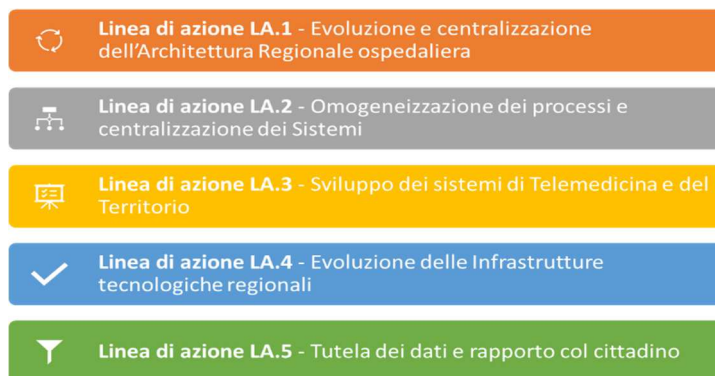 Linea di azione LA.1 - Evoluzione e centralizzazione
dell'Architettura Regionale ospedaliera
Linea di azione LA.2 - Omogeneizzazione dei processi e
centralizzazione dei Sistemi
Linea di azione LA.3 - Sviluppo dei sistemi di Telemedicina e del
Territorio
Linea di azione LA.4 - Evoluzione delle Infrastrutture
tecnologiche regionali
Linea di azione LA.5 - Tutela dei dati e rapporto col cittadino